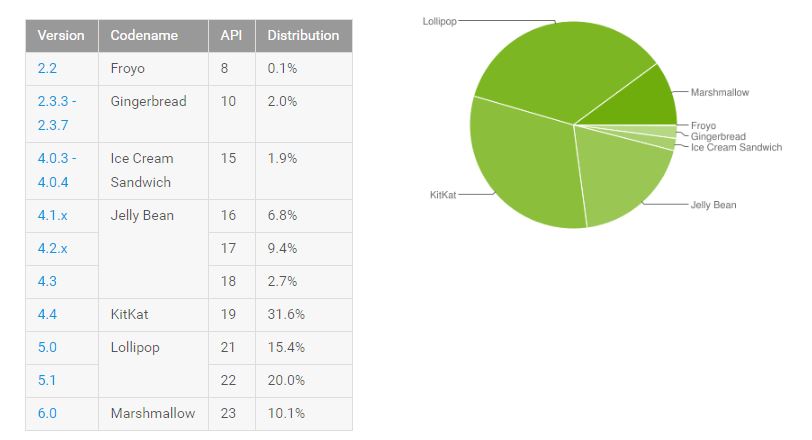 Version Codename API Distribution
2.2 Froyo 8 0.1%
2.3.3 - Gingerbread 10 2.0%
2.3.7
4.0.3 - Ice Cream 15 1.9%
4.0.4 Sandwich
4.1.x Jelly Bean 16 6.8%
4.2.x 17 9.4%
4.3 18 2.7%
4.4 KitKat 19 31.6%
5.0 Lollipop 21 15.4%
5.1 22 20.0%
6.0 Marshmallow 23 10.1%
Lollipop
Marshmallow
Froyo
Gingerbread
Ice Cream Sandwich
KitKat
Jelly Bean